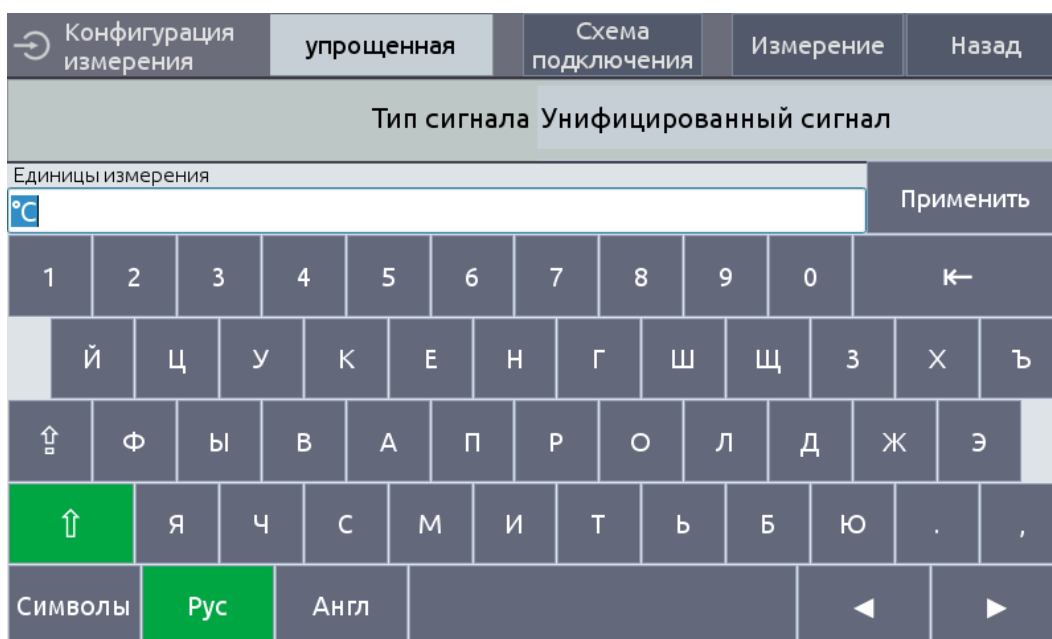 Конфигурация
измерения
упрощенная
Схема
подключения
Измерение
Назад
Тип сигнала Унифицированный сигнал
Единицы измерения
°C
Применить
1 2 3 4 5 6 7 8 9 0
Й Ц У К Е Н Г Ш Щ З Х Ъ
Ф Ы В А П Р О Л Д Ж Э
Я Ч С М И Т Ь Б Ю . ,
Символы Рус Англ